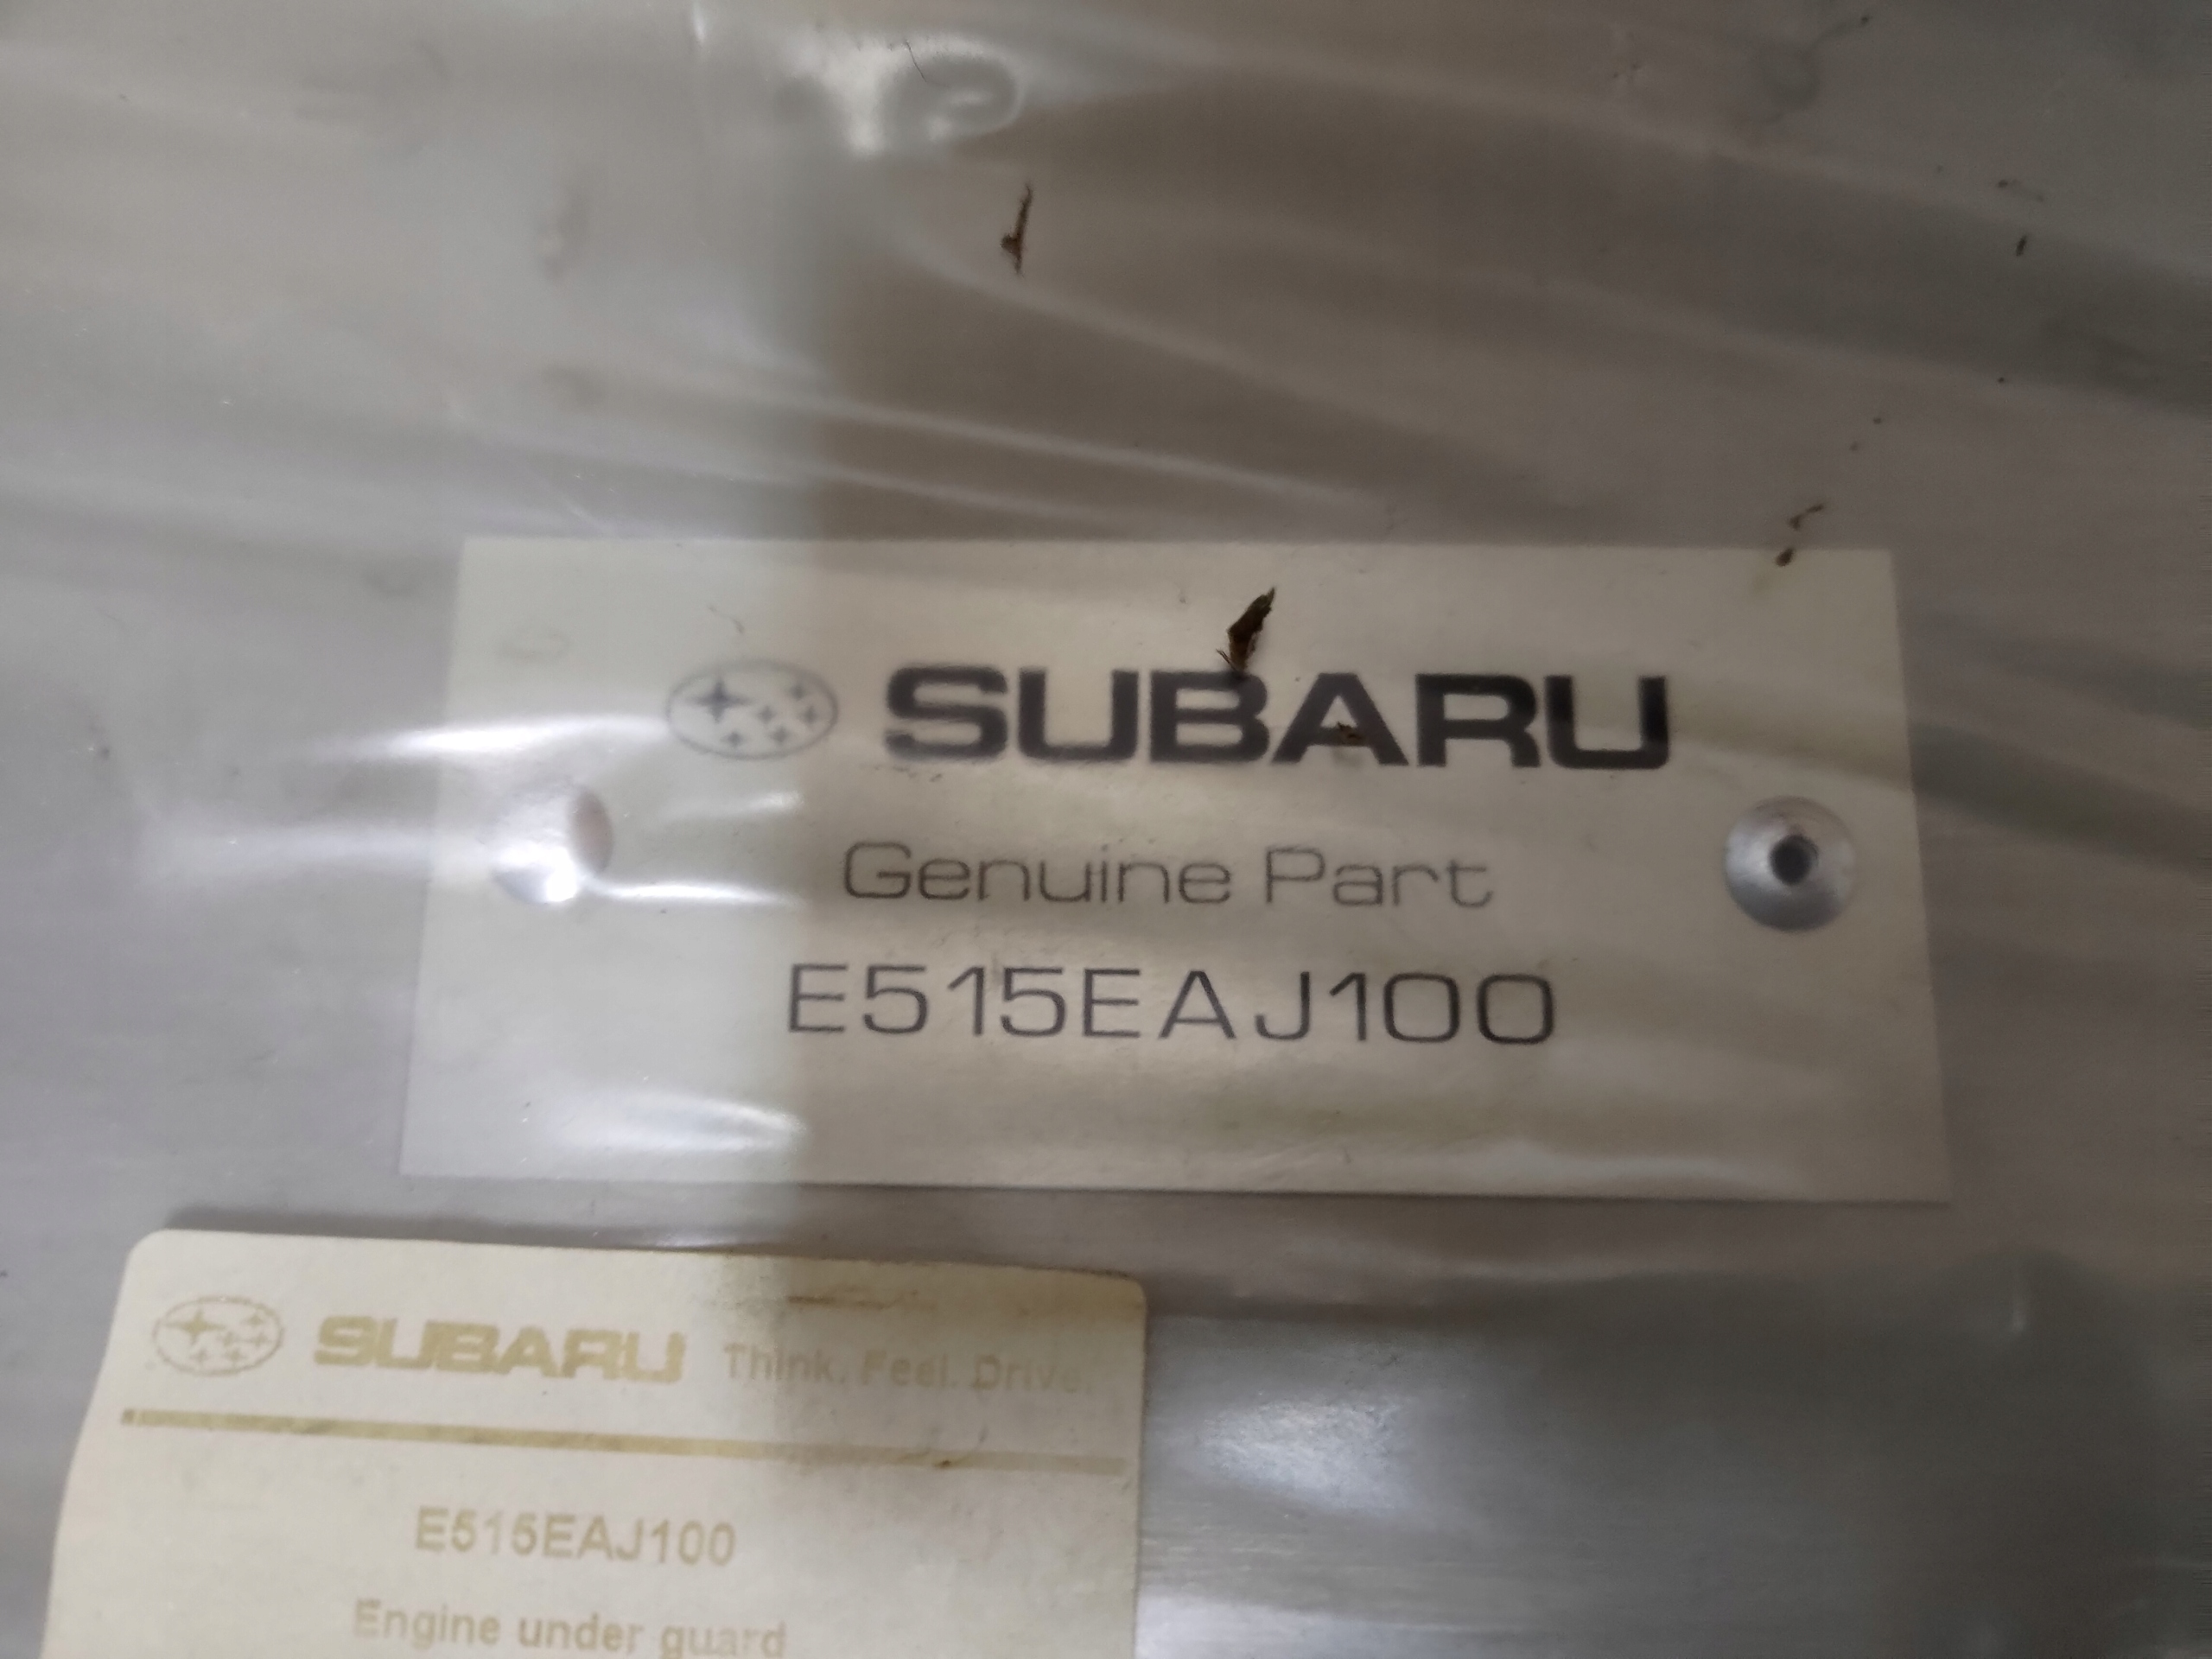 SUBARU
Genuine Part
E515EAJ100
SUBARU Think. Feel. Drive.
E515EAJ100
Engine under guard